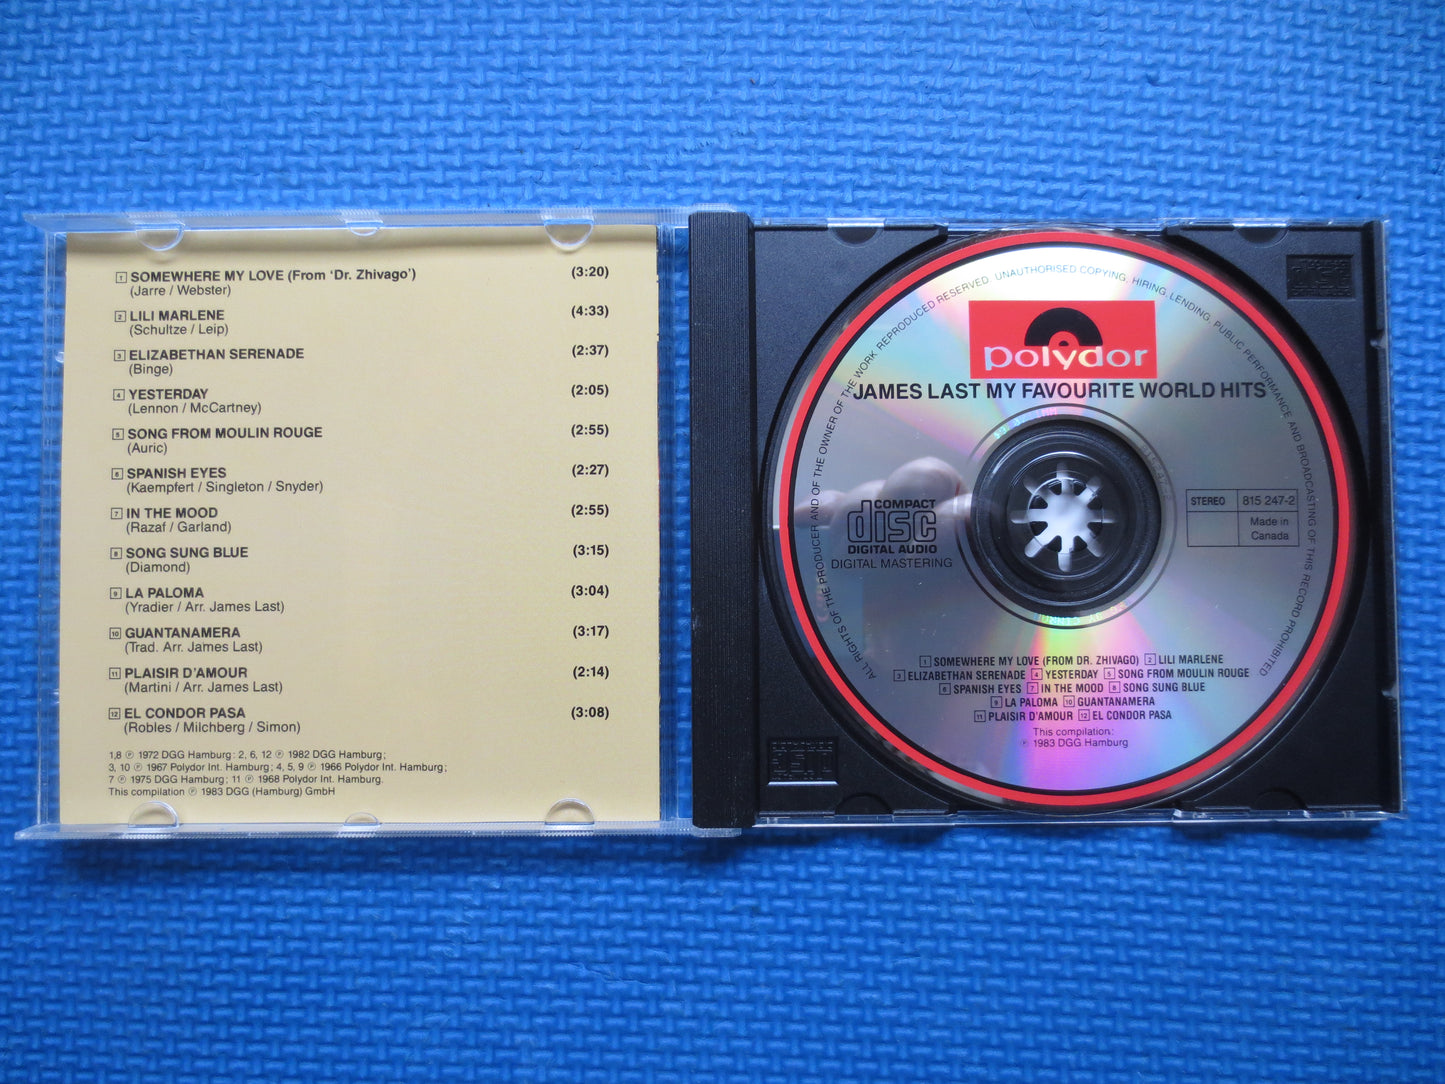 1 SOMEWHERE MY LOVE (From 'Dr. Zhivago') (3:20)
(Jarre / Webster)
2 LILI MARLENE (4:33)
(Schultze / Leip)
3 ELIZABETHAN SERENADE (2:37)
(Binge)
4 YESTERDAY (2:05)
(Lennon / McCartney)
5 SONG FROM MOULIN ROUGE (2:55)
(Auric)
6 SPANISH EYES (2:27)
(Kaempfert / Singleton / Snyder)
7 IN THE MOOD (2:55)
(Razaf / Garland)
8 SONG SUNG BLUE (3:15)
(Diamond)
9 LA PALOMA (3:04)
(Yradier / Arr. James Last)
10 GUANTANAMERA (3:17)
(Trad. Arr. James Last)
11 PLAISIR D'AMOUR (2:14)
(Martini / Arr. James Last)
12 EL CONDOR PASA (3:08)
(Robles / Milchberg / Simon)
1,8 ℗ 1972 DGG Hamburg; 2, 6, 12 ℗ 1982 DGG Hamburg;
3, 10 ℗ 1967 Polydor Int. Hamburg; 4, 5, 9 ℗ 1966 Polydor Int. Hamburg;
7 ℗ 1975 DGG Hamburg; 11 ℗ 1968 Polydor Int. Hamburg.
This compilation ℗ 1983 DGG (Hamburg) GmbH
ALL RIGHTS OF THE PRODUCER AND OF THE OWNER OF THE WORK REPRODUCED RESERVED. UNAUTHORISED COPYING, HIRING, LENDING, PUBLIC PERFORMANCE AND BROADCASTING OF THIS RECORD PROHIBITED
polydor
JAMES LAST MY FAVOURITE WORLD HITS
COMPACT
disc
DIGITAL AUDIO
DIGITAL MASTERING
STEREO 815 247-2
Made in
Canada
1 SOMEWHERE MY LOVE (FROM DR. ZHIVAGO) 2 LILI MARLENE
3 ELIZABETHAN SERENADE 4 YESTERDAY 5 SONG FROM MOULIN ROUGE
6 SPANISH EYES 7 IN THE MOOD 8 SONG SUNG BLUE
9 LA PALOMA 10 GUANTANAMERA
11 PLAISIR D'AMOUR 12 EL CONDOR PASA
This compilation:
℗ 1983 DGG Hamburg